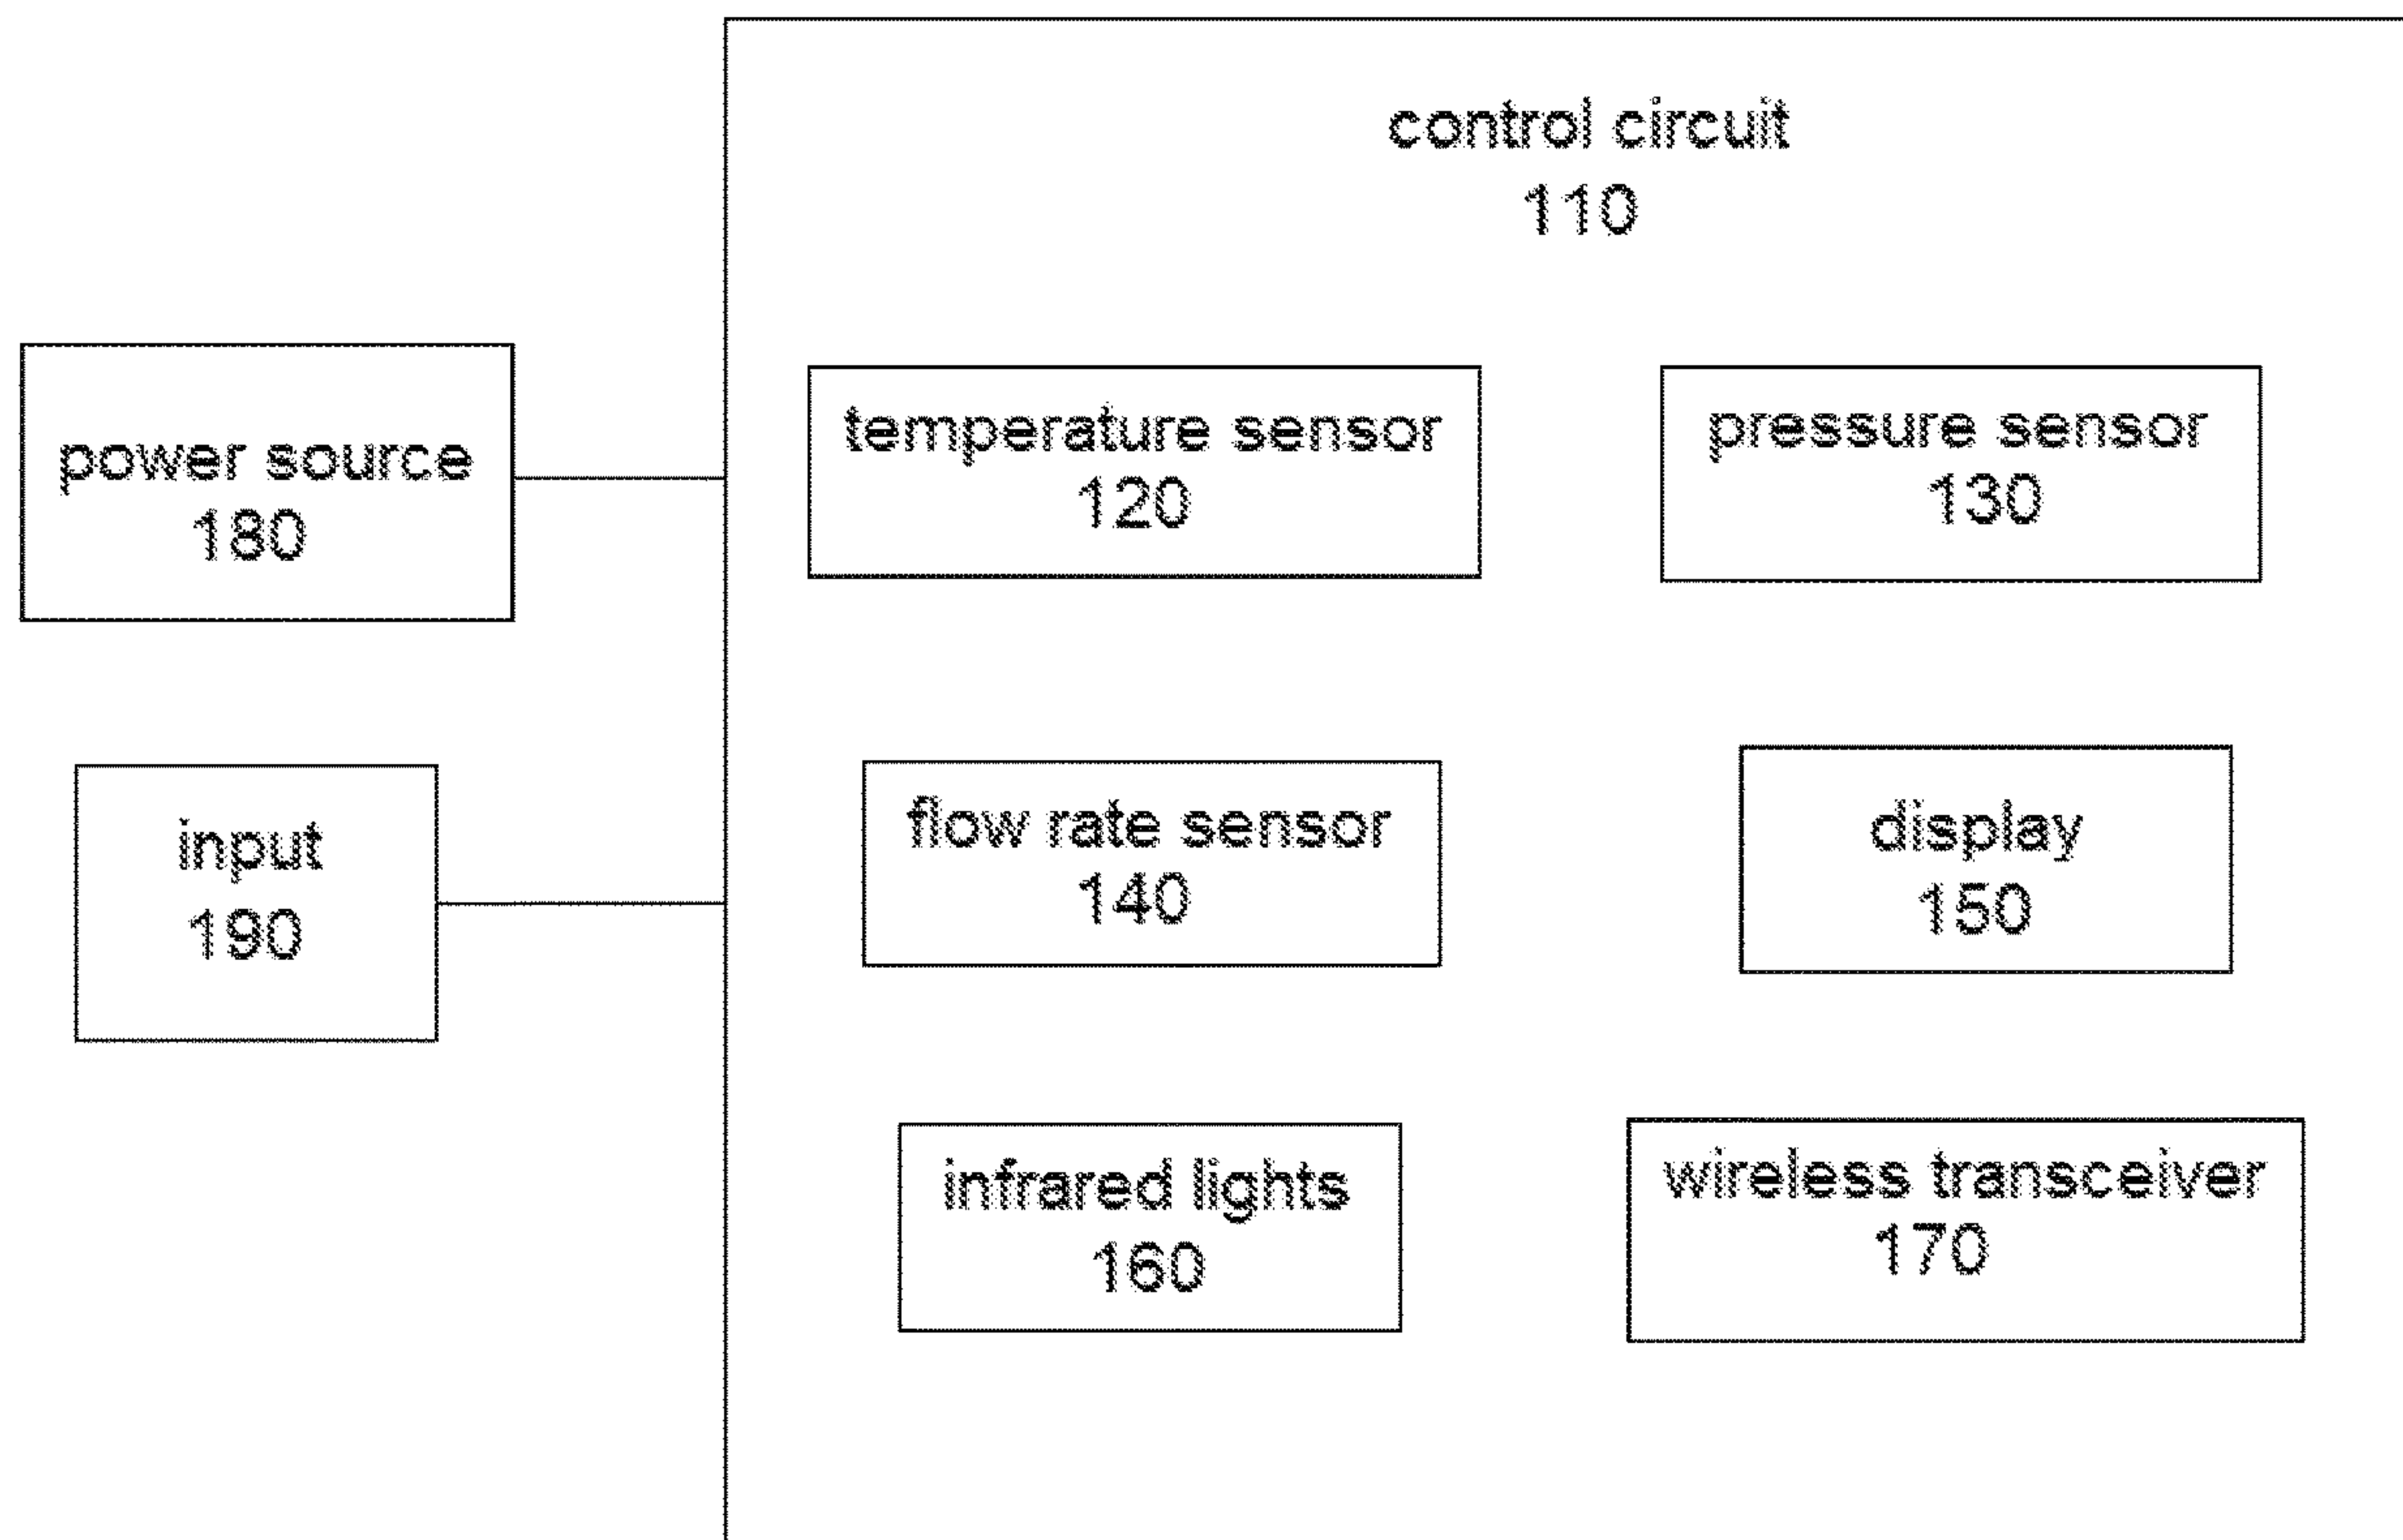 control circuit
110
power source
180
temperature sensor
120
pressure sensor
130
input
190
flow rate sensor
140
display
150
infrared lights
160
wireless transceiver
170